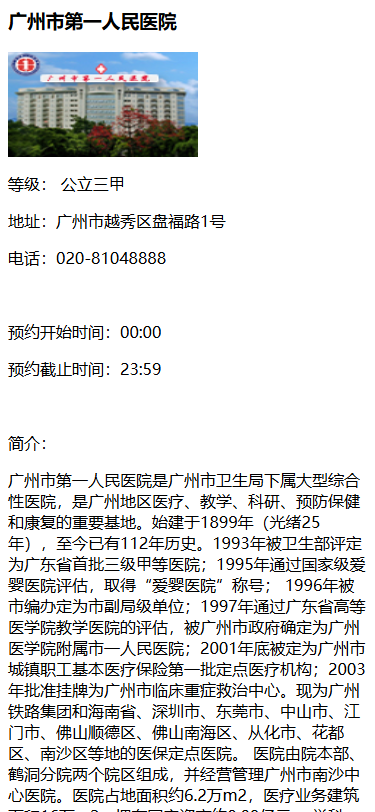 广州市第一人民医院
广州市第一人民医院
等级： 公立三甲
地址：广州市越秀区盘福路1号
电话：020-81048888
预约开始时间：00:00
预约截止时间：23:59
简介：
广州市第一人民医院是广州市卫生局下属大型综合
性医院，是广州地区医疗、教学、科研、预防保健
和康复的重要基地。始建于1899年（光绪25
年），至今已有112年历史。1993年被卫生部评定
为广东省首批三级甲等医院；1995年通过国家级爱
婴医院评估，取得“爱婴医院”称号； 1996年被
市编办定为市副局级单位；1997年通过广东省高等
医学院教学医院的评估，被广州市政府确定为广州
医学院附属市一人民医院；2001年底被定为广州市
城镇职工基本医疗保险第一批定点医疗机构；2003
年批准挂牌为广州市临床重症救治中心。现为广州
铁路集团和海南省、深圳市、东莞市、中山市、江
门市、佛山顺德区、佛山南海区、从化市、花都
区、南沙区等地的医保定点医院。 医院由院本部、
鹤洞分院两个院区组成，并经营管理广州市南沙中
心医院。医院占地面积约6.2万m2，医疗业务建筑